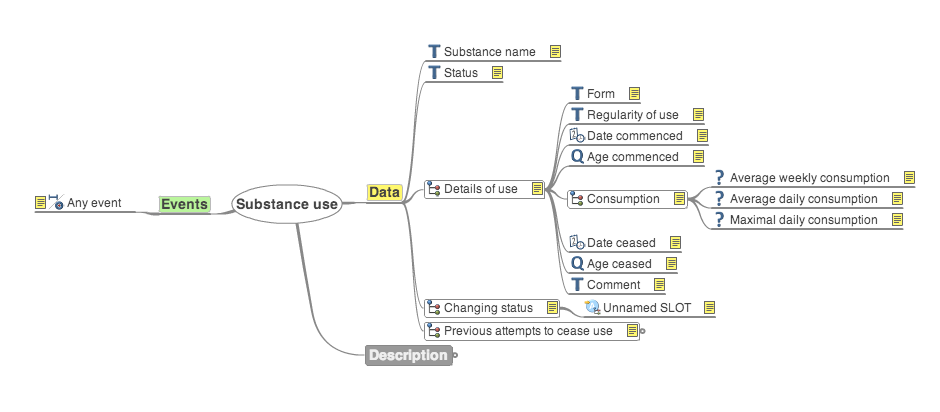 Substance name
Status
Form
Regularity of use
Date commenced
Age commenced
Average weekly consumption
Data
Details of use
Consumption
Average daily consumption
Any event
Events
Substance use
Maximal daily consumption
Date ceased
Age ceased
Comment
Changing status
Unnamed SLOT
Previous attempts to cease use
Description